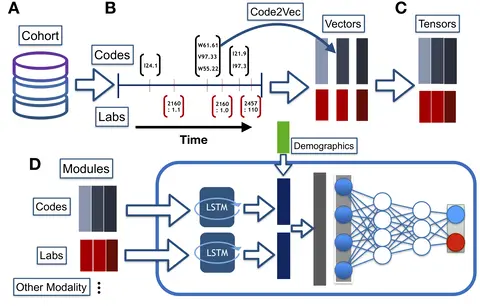 A
B
Code2Vec
C
Cohort
Vectors
Tensors
Codes
I24.1
W61.61
V97.33
W55.22
I21.9
I97.3
Labs
2160
: 1.1
2160
: 1.0
2457
: 110
Time
Demographics
D
Modules
Codes
LSTM
Labs
LSTM
Other Modality